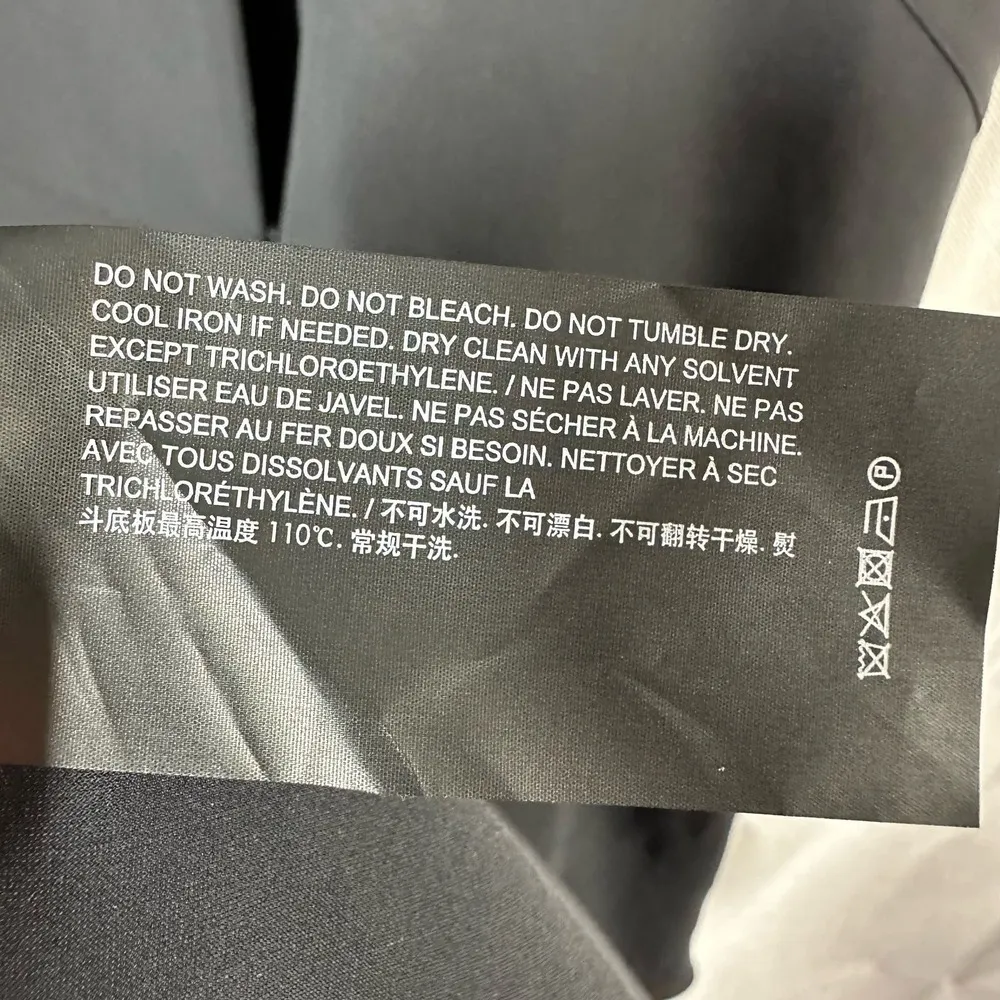 DO NOT WASH. DO NOT BLEACH. DO NOT TUMBLE DRY.
COOL IRON IF NEEDED. DRY CLEAN WITH ANY SOLVENT
EXCEPT TRICHLOROETHYLENE. / NE PAS LAVER. NE PAS
UTILISER EAU DE JAVEL. NE PAS SÉCHER À LA MACHINE.
REPASSER AU FER DOUX SI BESOIN. NETTOYER À SEC
AVEC TOUS DISSOLVANTS SAUF LA
TRICHLORÉTHYLÈNE. / 不可水洗. 不可漂白. 不可翻转干燥. 熨
斗底板最高温度 110℃. 常规干洗.
P